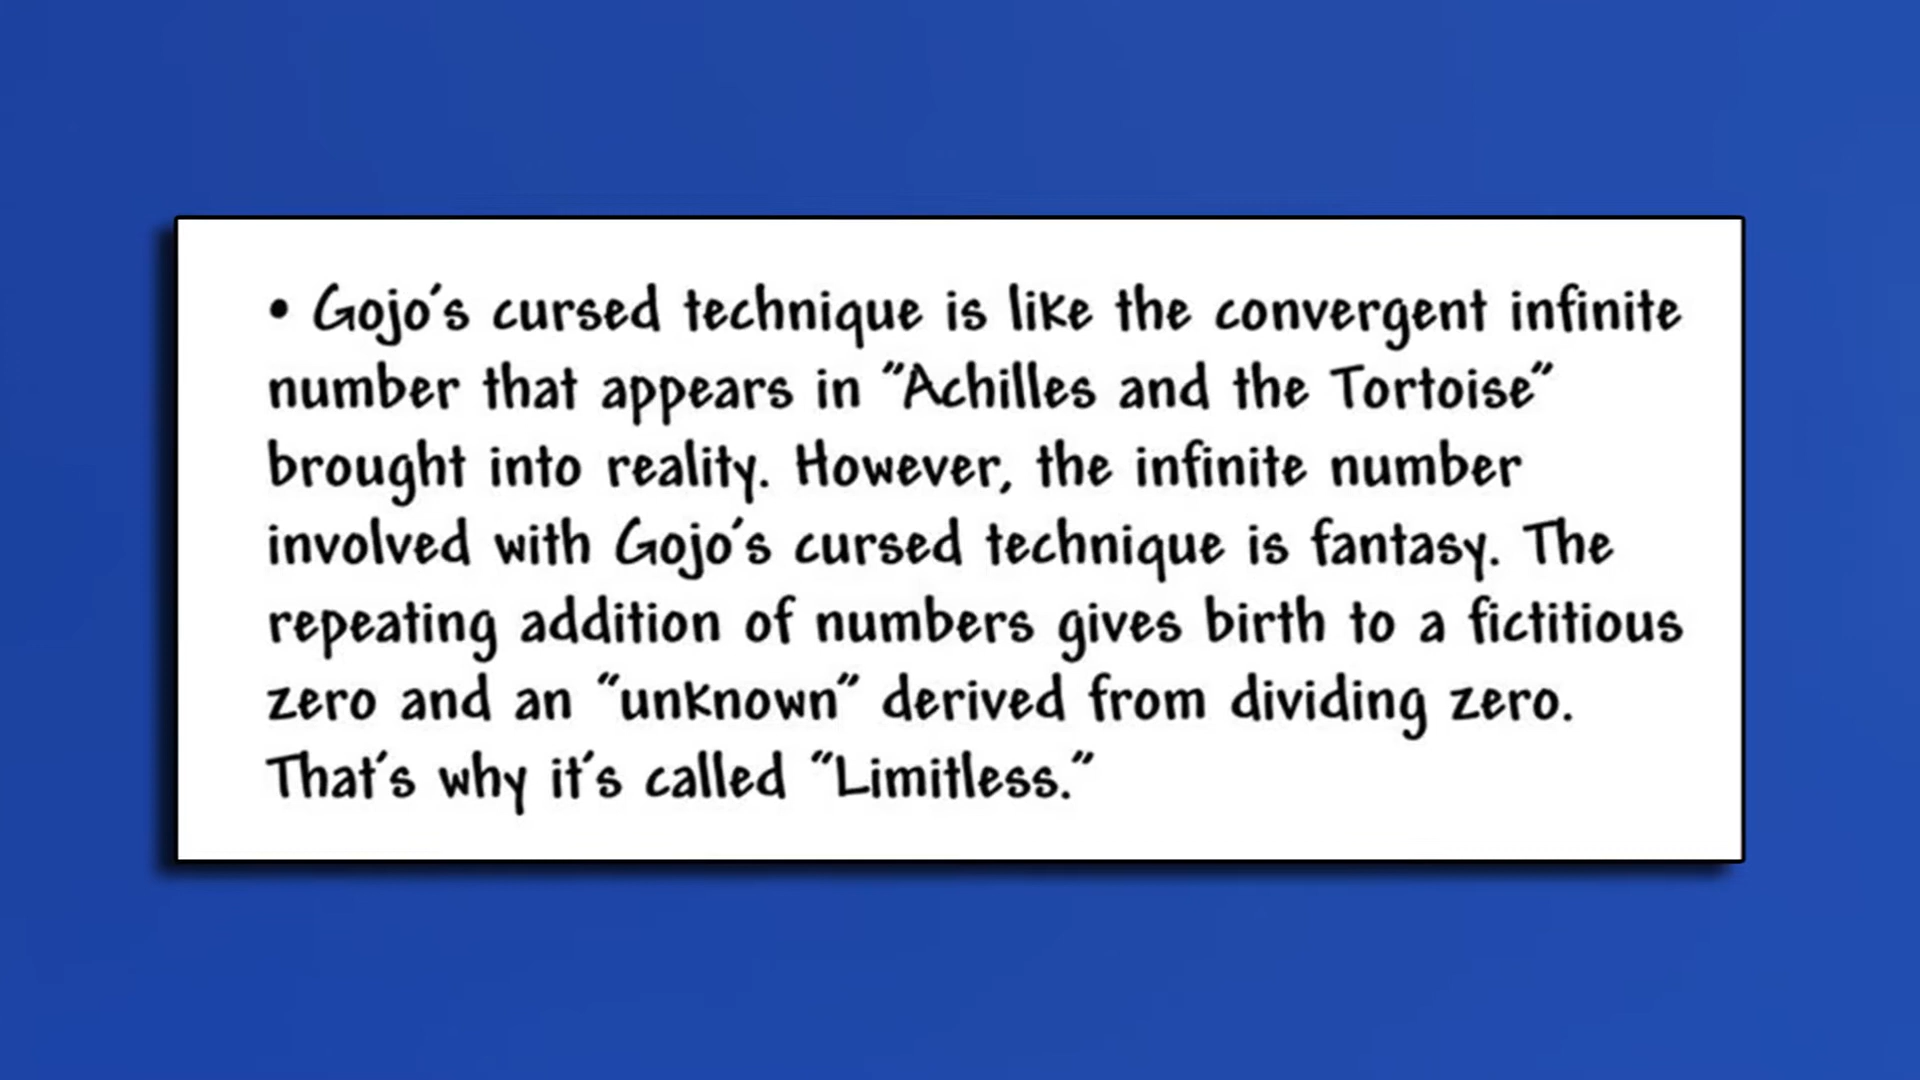 • Gojo's cursed technique is like the convergent infinite
number that appears in "Achilles and the Tortoise"
brought into reality. However, the infinite number
involved with Gojo's cursed technique is fantasy. The
repeating addition of numbers gives birth to a fictitious
zero and an "unknown" derived from dividing zero.
That's why it's called "Limitless."